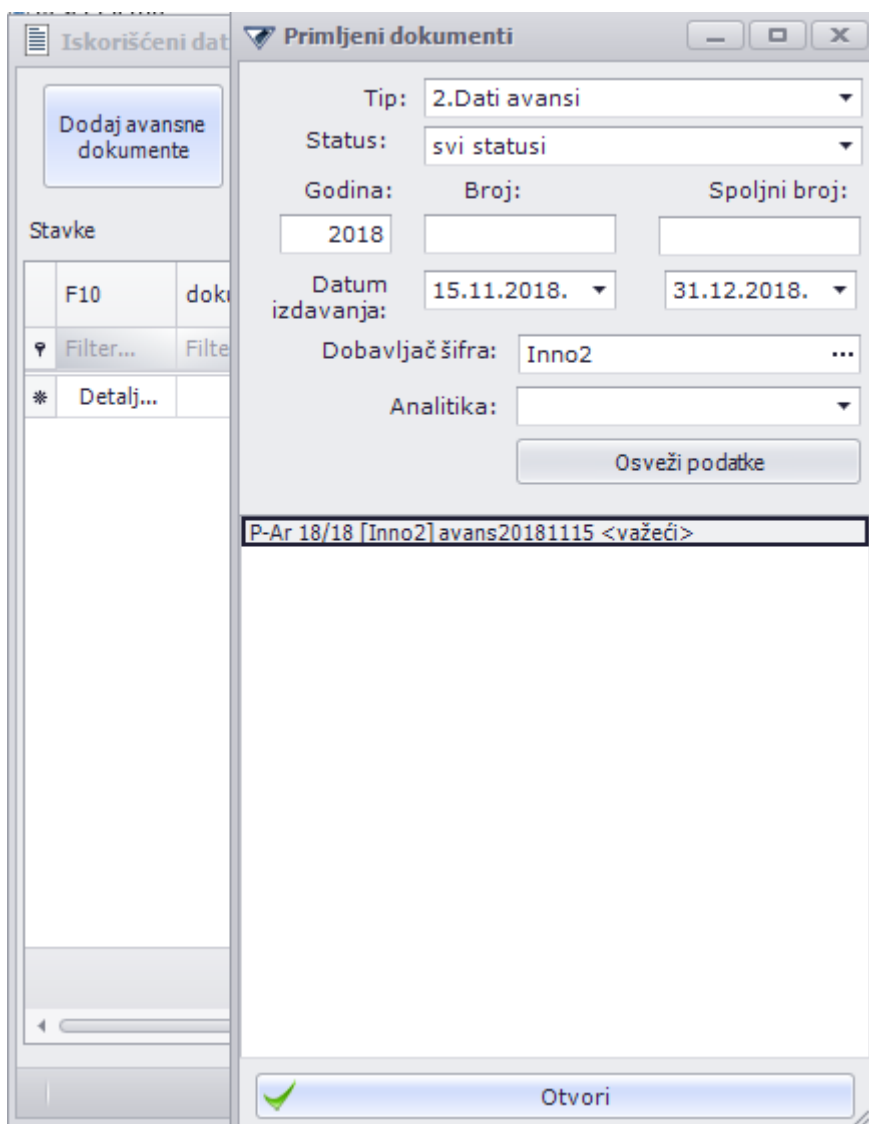 Iskorišćeni dat
Dodaj avansne
dokumente
Stavke
F10 doku
Filter... Filte
Detalj...
Primljeni dokumenti
Tip: 2.Dati avansi
Status: svi statusi
Godina: Broj: Spoljni broj:
2018
Datum
izdavanja: 15.11.2018. 31.12.2018.
Dobavljač šifra: Inno2 ...
Analitika:
Osveži podatke
P-Ar 18/18 [Inno2] avans20181115 <važeći>
Otvori